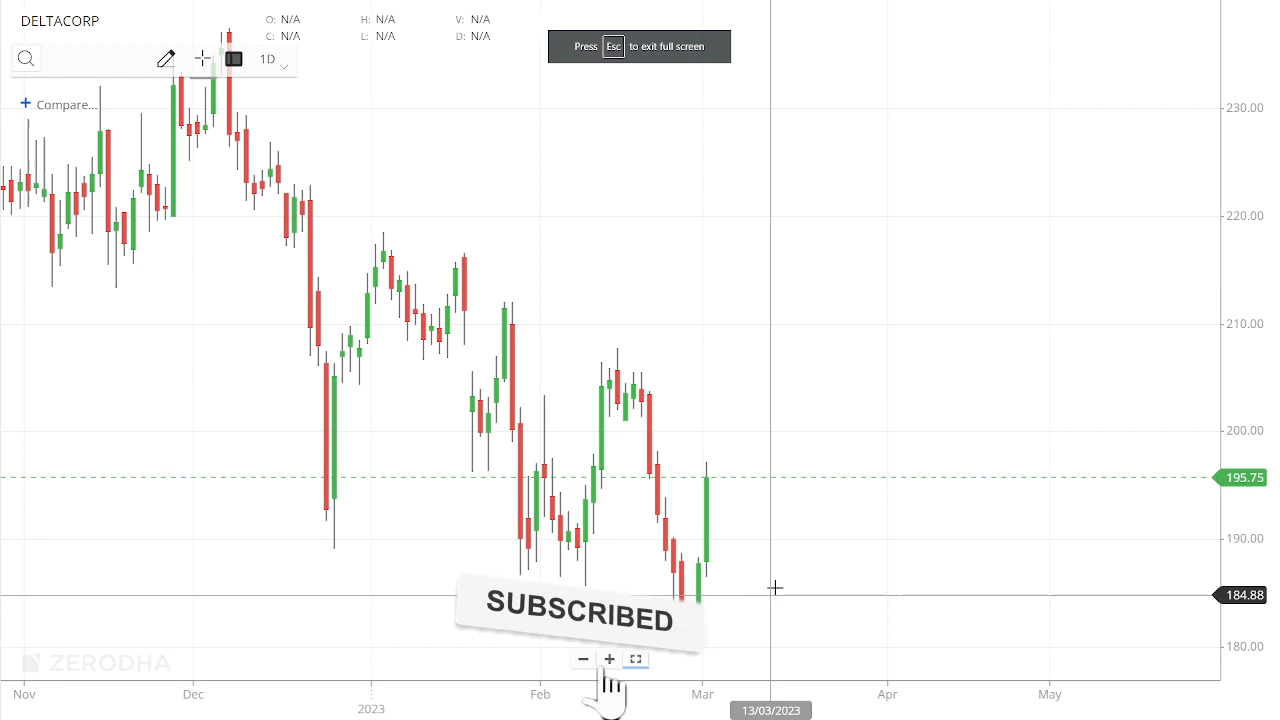 DELTACORP
O: N/A H: N/A V: N/A
C: N/A L: N/A D: N/A
Press Esc to exit full screen
1D
+ Compare...
230.00
220.00
210.00
200.00
195.75
190.00
184.88
180.00
SUBSCRIBED
ZERODHA
Nov Dec 2023 Feb Mar Apr May
13/03/2023